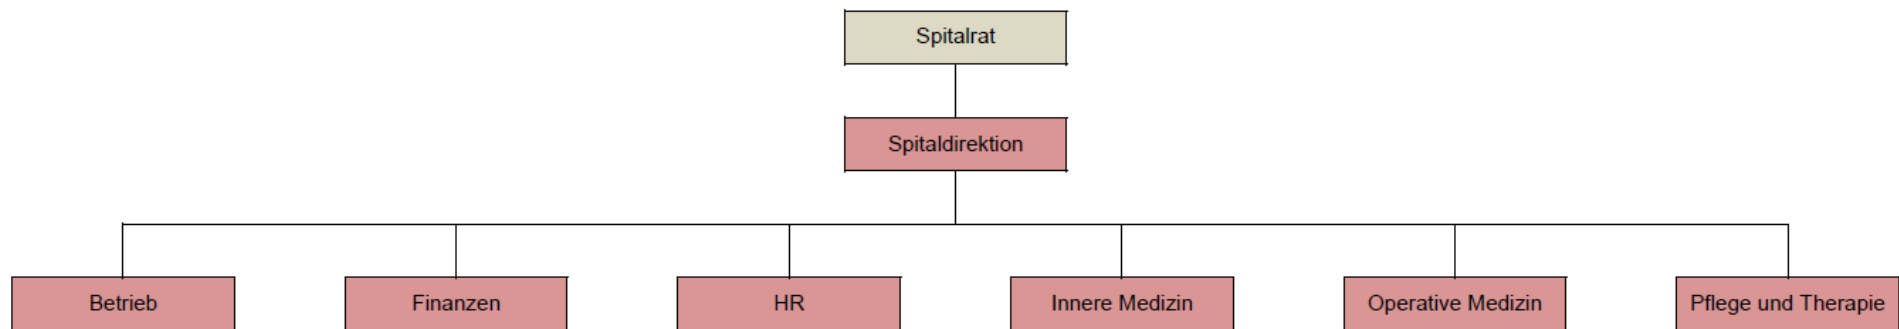 Spitalrat
Spitaldirektion
Betrieb
Finanzen
HR
Innere Medizin
Operative Medizin
Pflege und Therapie